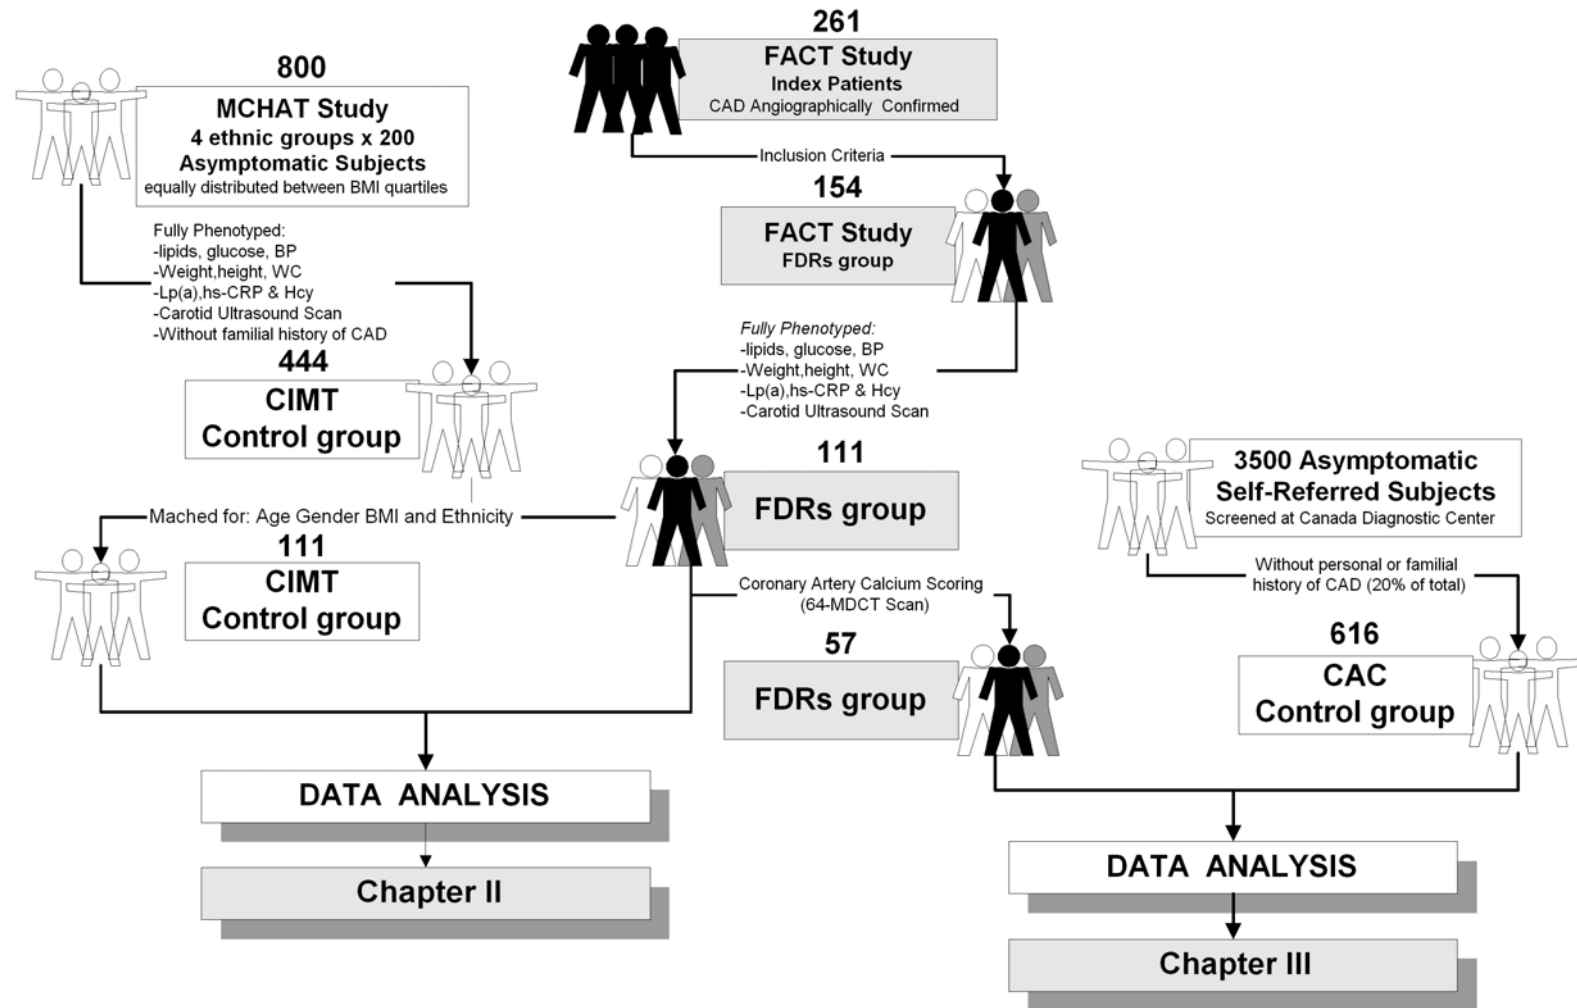 800
MCHAT Study
4 ethnic groups x 200
Asymptomatic Subjects
equally distributed between BMI quartiles
Fully Phenotyped:
-lipids, glucose, BP
-Weight,height, WC
-Lp(a),hs-CRP & Hcy
-Carotid Ultrasound Scan
-Without familial history of CAD
444
CIMT
Control group
Mached for: Age Gender BMI and Ethnicity
111
CIMT
Control group
261
FACT Study
Index Patients
CAD Angiographically Confirmed
Inclusion Criteria
154
FACT Study
FDRs group
Fully Phenotyped:
-lipids, glucose, BP
-Weight,height, WC
-Lp(a),hs-CRP & Hcy
-Carotid Ultrasound Scan
111
FDRs group
Coronary Artery Calcium Scoring
(64-MDCT Scan)
57
FDRs group
3500 Asymptomatic
Self-Referred Subjects
Screened at Canada Diagnostic Center
Without personal or familial
history of CAD (20% of total)
616
CAC
Control group
DATA ANALYSIS
Chapter II
DATA ANALYSIS
Chapter III